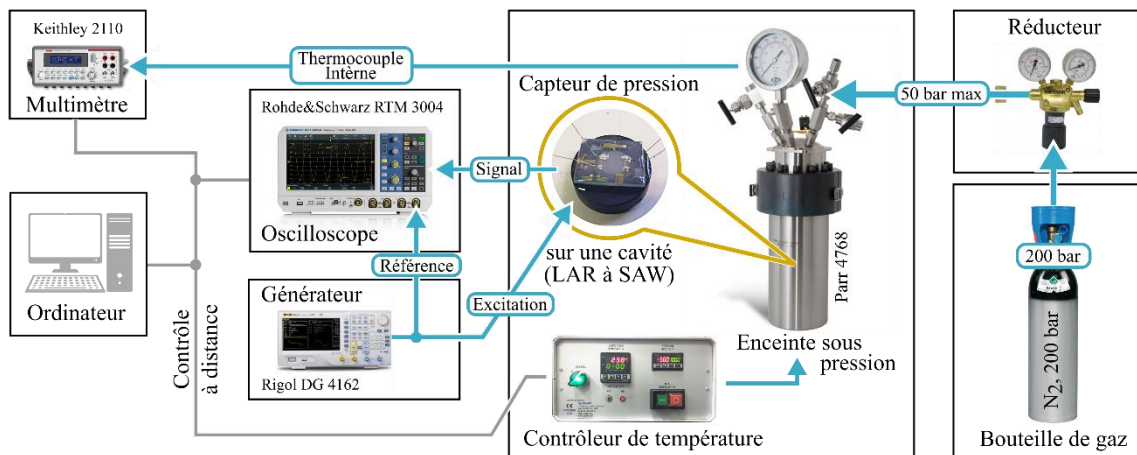 Keithley 2110
Multimètre
Thermocouple
Intèrne
Rohde&Schwarz RTM 3004
Oscilloscope
Signal
Référence
Ordinateur
Contrôle
à distance
Générateur
Rigol DG 4162
Excitation
Capteur de pression
sur une cavité
(LAR à SAW)
Parr 4768
Enceinte sous
pression
Contrôleur de température
Réducteur
50 bar max
200 bar
N2, 200 bar
Bouteille de gaz